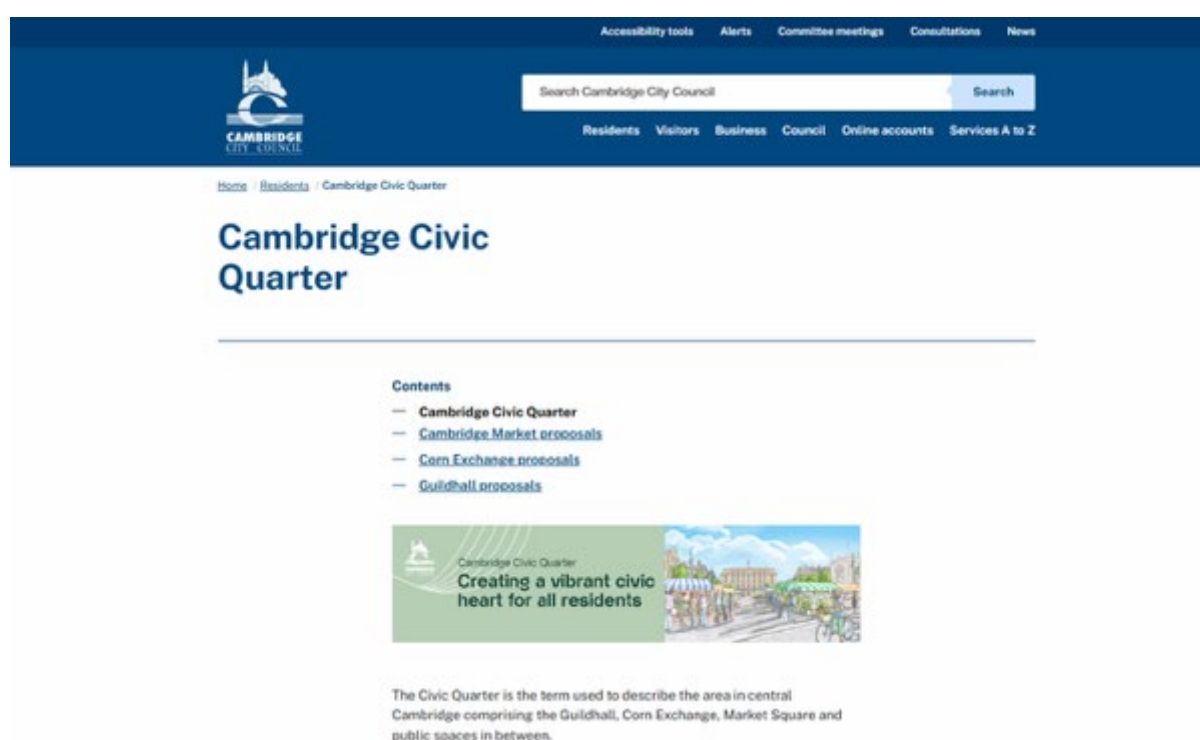 Accessibility tools Alerts Committee meetings Consultations News
CAMBRIDGE
CITY COUNCIL
Search Cambridge City Council Search
Residents Visitors Business Council Online accounts Services A to Z
Home / Residents / Cambridge Civic Quarter
Cambridge Civic
Quarter
Contents
— Cambridge Civic Quarter
— Cambridge Market proposals
— Corn Exchange proposals
— Guildhall proposals
Cambridge Civic Quarter
Creating a vibrant civic
heart for all residents
The Civic Quarter is the term used to describe the area in central
Cambridge comprising the Guildhall, Corn Exchange, Market Square and
public spaces in between.